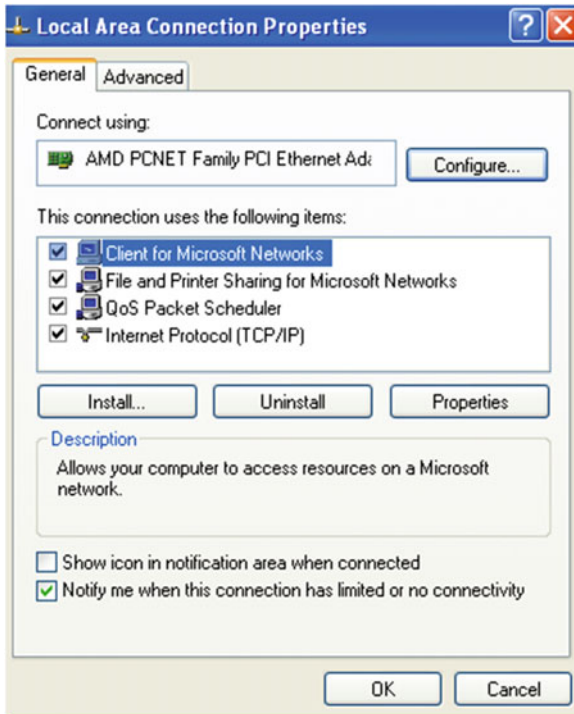 Local Area Connection Properties
General Advanced
Connect using:
AMD PCNET Family PCI Ethernet Ada
Configure...
This connection uses the following items:
Client for Microsoft Networks
File and Printer Sharing for Microsoft Networks
QoS Packet Scheduler
Internet Protocol (TCP/IP)
Install... Uninstall Properties
Description
Allows your computer to access resources on a Microsoft
network.
Show icon in notification area when connected
Notify me when this connection has limited or no connectivity
OK Cancel